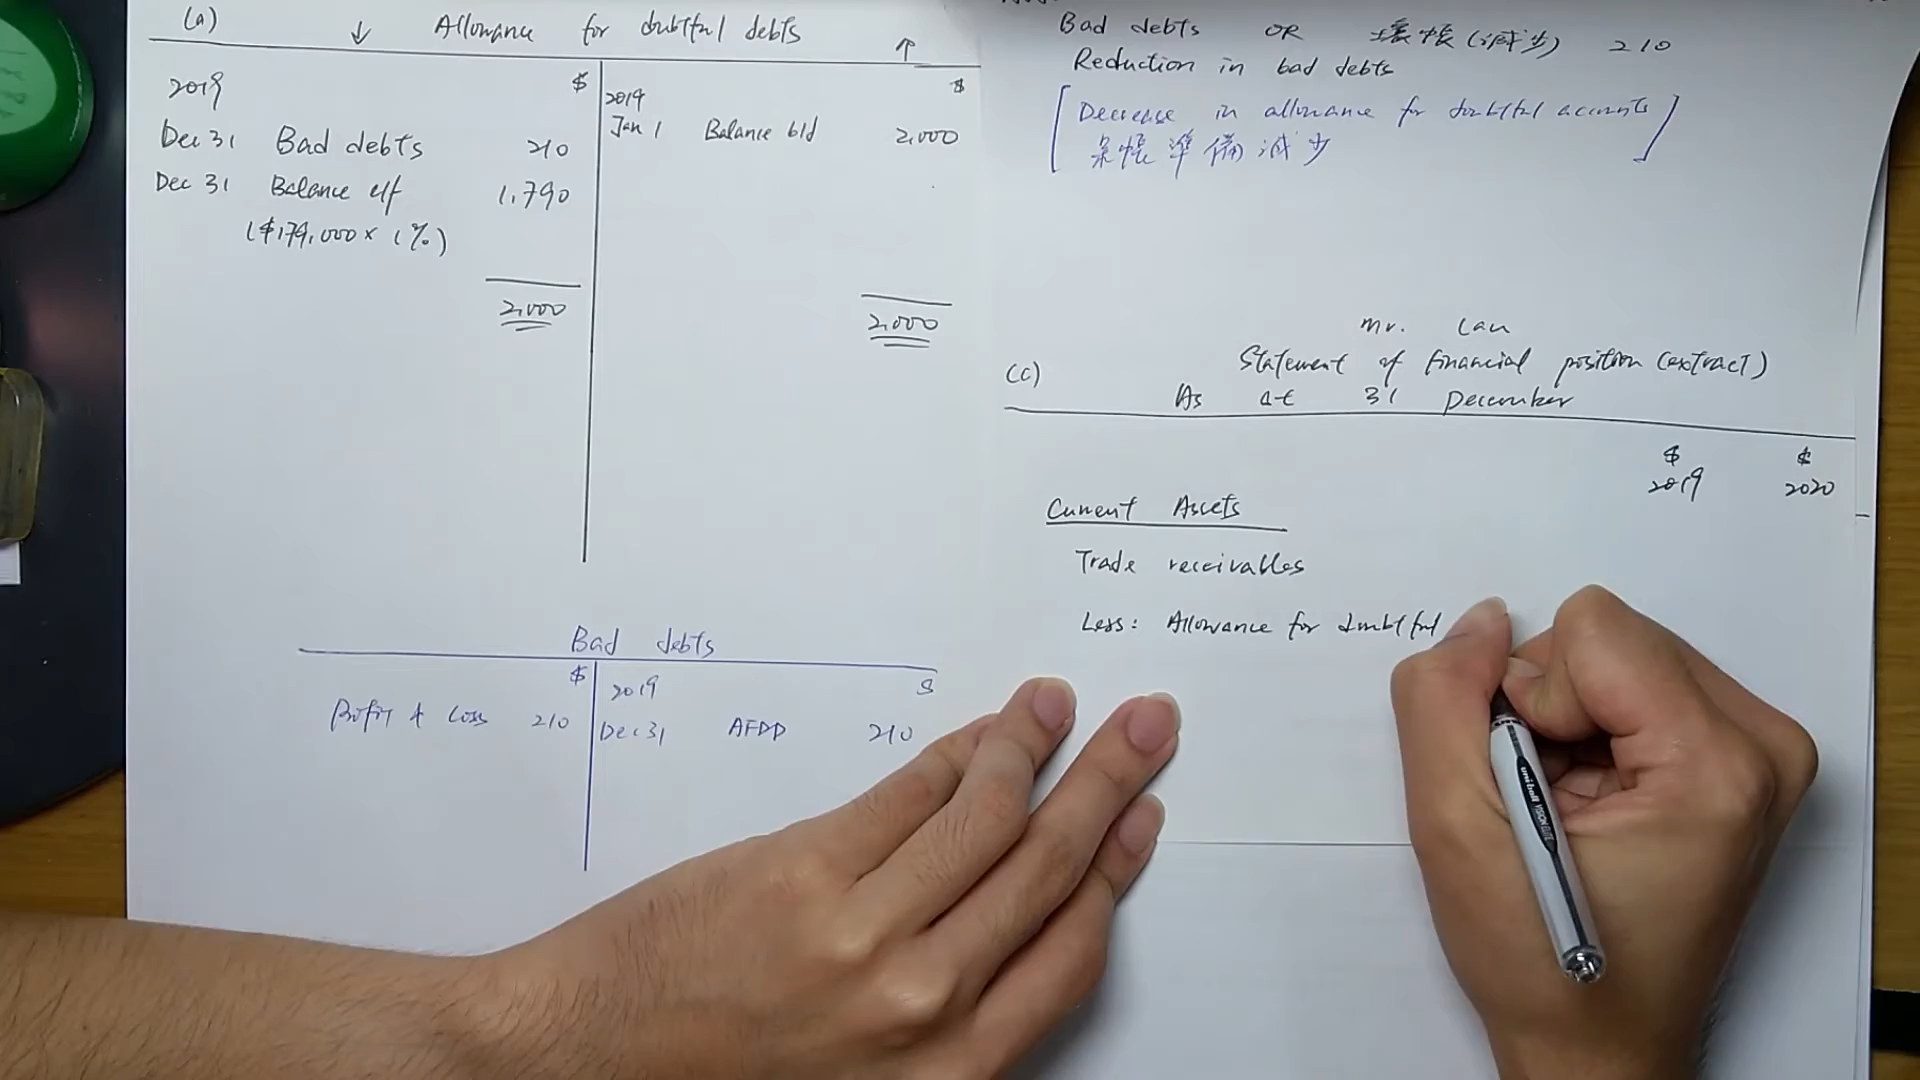 (a) ↓ Allowance for doubtful debts ↑
2019 $
Dec 31 Bad debts 210
Dec 31 Balance c/f 1,790
($179,000 × 1%)
2,000
2019 $
Jan 1 Balance b/d 2,000
2,000
Bad debts
$
Profit & Loss 210
2019 $
Dec 31 AFDD 210
Bad debts OR 壞帳(減少) 210
Reduction in bad debts
[Decrease in allowance for doubtful accounts
呆帳準備減少]
Mr. Lau
(c) Statement of financial position (extract)
As at 31 December
$ $
2019 2020
Current Assets
Trade receivables
Less: Allowance for doubtful
uni-ball VISION ELITE